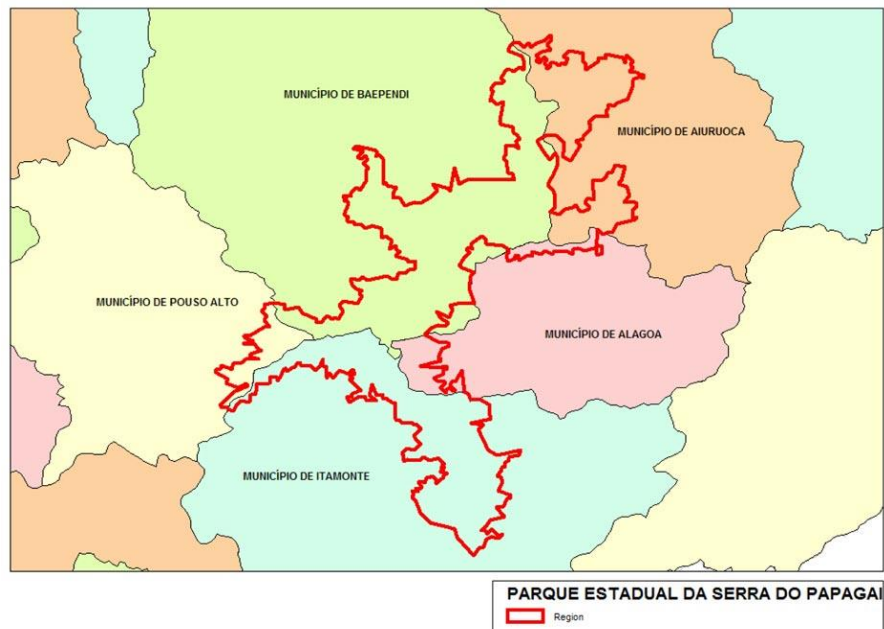 MUNICÍPIO DE BAEPENDI
MUNICÍPIO DE AIURUOCA
MUNICÍPIO DE POUSO ALTO
MUNICÍPIO DE ALAGOA
MUNICÍPIO DE ITAMONTE
PARQUE ESTADUAL DA SERRA DO PAPAGAI
Region